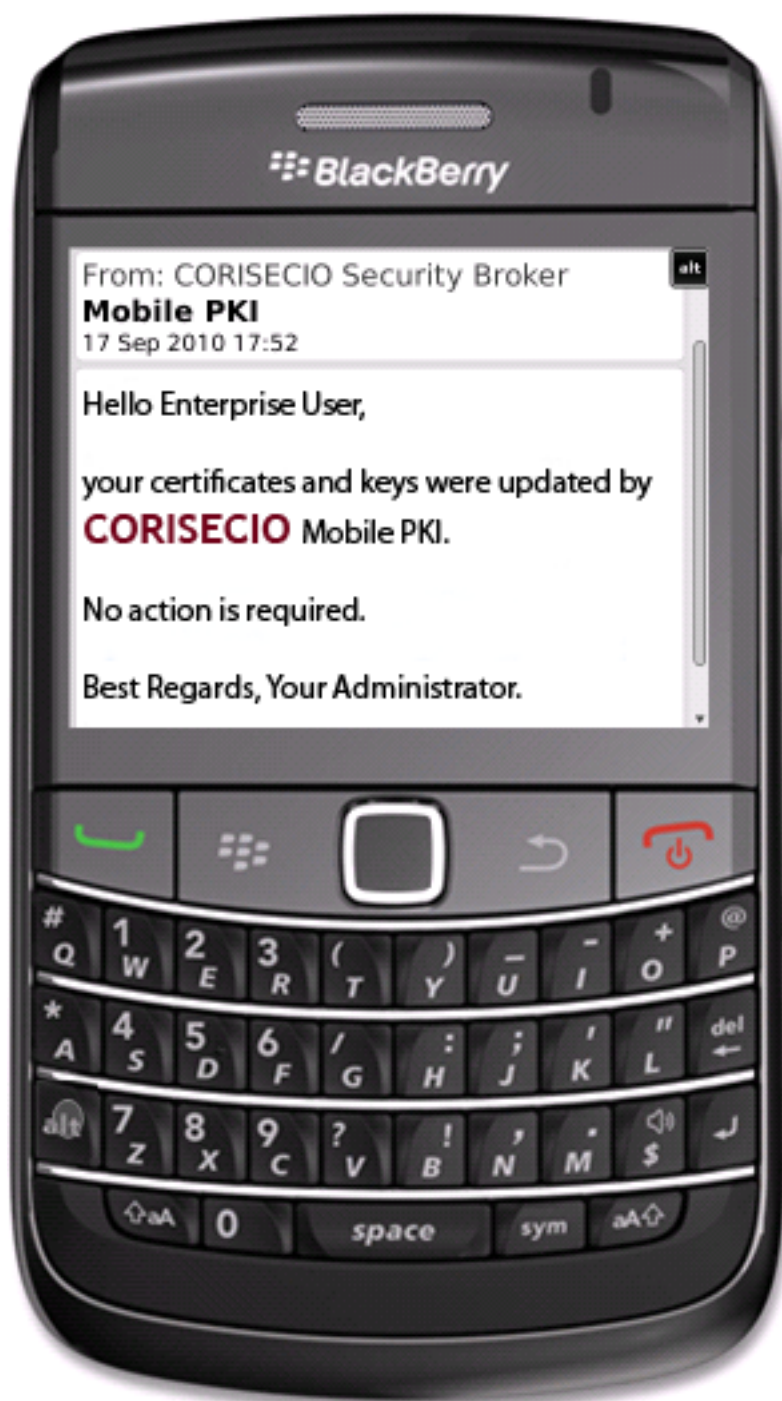 BlackBerry
From: CORISECIO Security Broker
alt
Mobile PKI
17 Sep 2010 17:52
Hello Enterprise User,
your certificates and keys were updated by
CORISECIO Mobile PKI.
No action is required.
Best Regards, Your Administrator.
# 1 2 3 ( ) _ - + @
Q W E R T Y U I O P
* 4 5 6 / : ; ' " del
A S D F G H J K L
alt 7 8 9 ? ! , .
Z X C V B N M $
aA 0 space sym aA